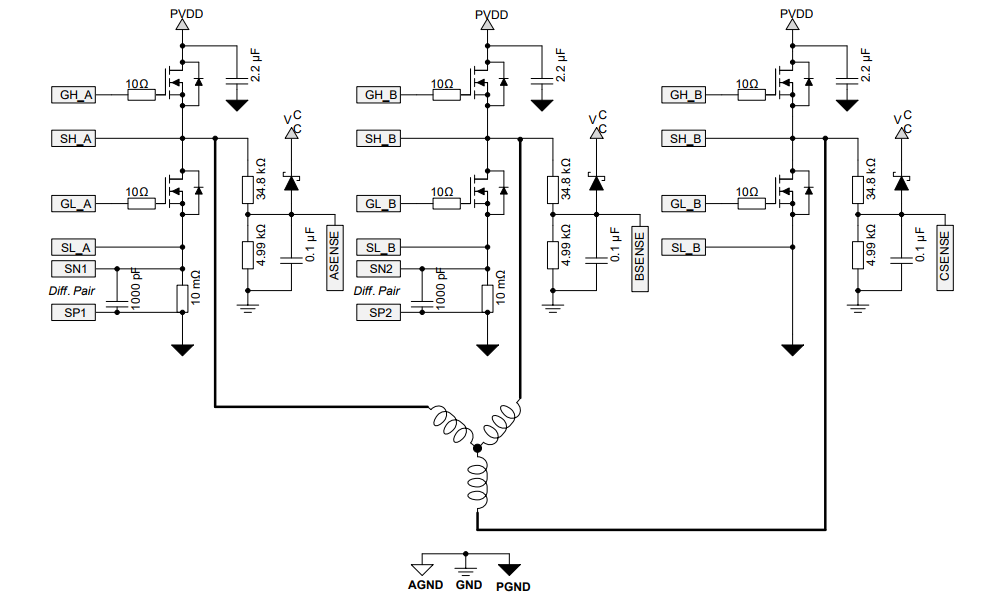 PVDD PVDD PVDD
2.2 µF 2.2 µF 2.2 µF
10Ω 10Ω 10Ω
GH_A GH_B GH_B
VCC VCC VCC
SH_A SH_B SH_B
34.8 kΩ 34.8 kΩ 34.8 kΩ
10Ω 10Ω 10Ω
GL_A GL_B GL_B
4.99 kΩ 0.1 µF ASENSE 4.99 kΩ 0.1 µF BSENSE 4.99 kΩ 0.1 µF CSENSE
SL_A SL_B SL_B
SN1 SN2
Diff. Pair 1000 pF 10 mΩ Diff. Pair 1000 pF 10 mΩ
SP1 SP2
AGND GND PGND